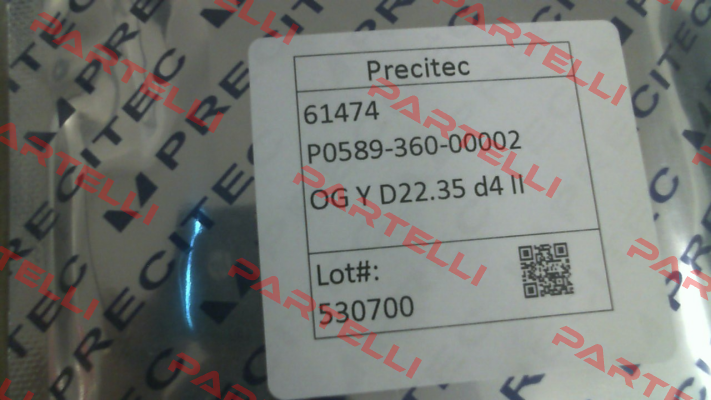 Precitec
61474
P0589-360-00002
OG Y D22.35 d4 II
Lot#:
530700
PRECITEC
PRECITEC
PRECITEC
PARTELLI
PARTELLI
PARTELLI
PARTELLI
PARTELLI
PARTELLI